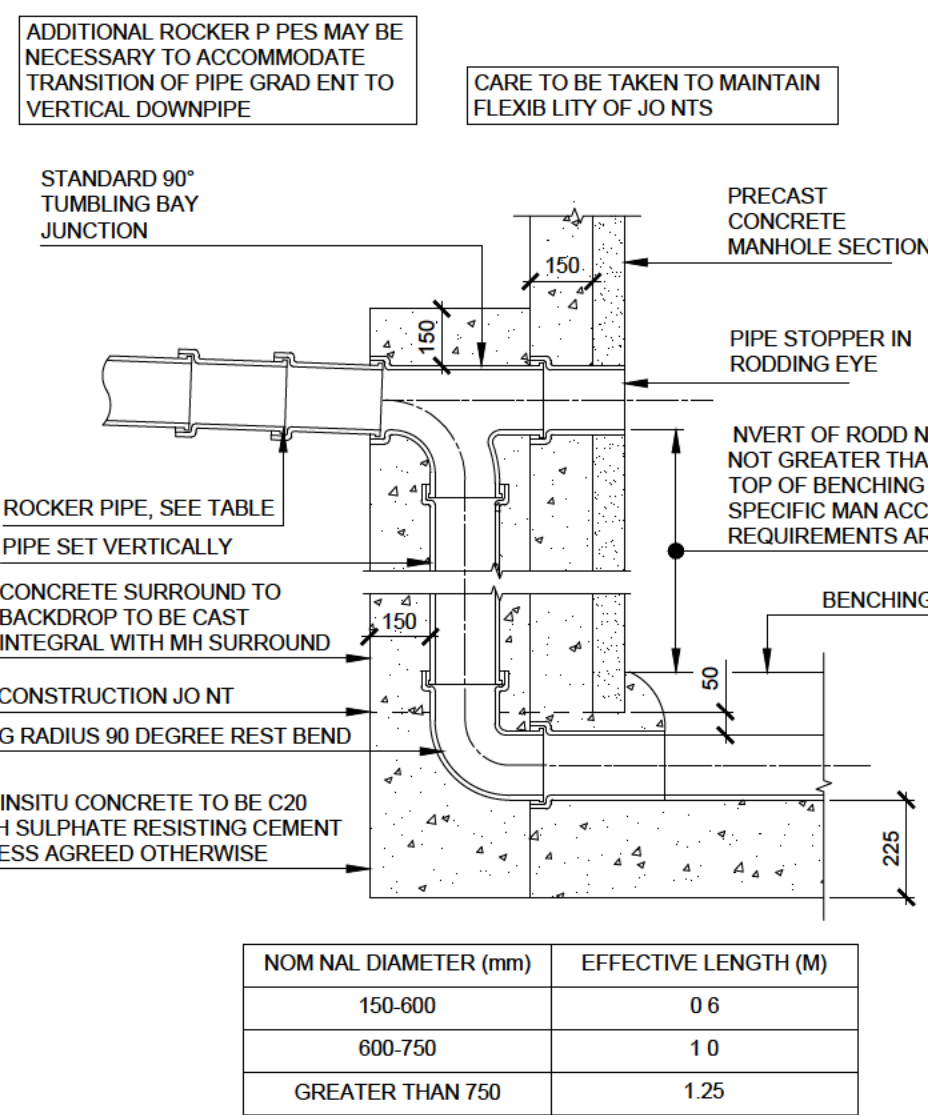 ADDITIONAL ROCKER P PES MAY BE
NECESSARY TO ACCOMMODATE
TRANSITION OF PIPE GRAD ENT TO
VERTICAL DOWNPIPE
CARE TO BE TAKEN TO MAINTAIN
FLEXIB LITY OF JO NTS
STANDARD 90°
TUMBLING BAY
JUNCTION
PRECAST
CONCRETE
MANHOLE SECTION
150
150
PIPE STOPPER IN
RODDING EYE
NVERT OF RODD N
NOT GREATER THA
TOP OF BENCHING
SPECIFIC MAN ACC
REQUIREMENTS AR
ROCKER PIPE, SEE TABLE
PIPE SET VERTICALLY
CONCRETE SURROUND TO
BACKDROP TO BE CAST
INTEGRAL WITH MH SURROUND
150
BENCHING
50
CONSTRUCTION JO NT
G RADIUS 90 DEGREE REST BEND
INSITU CONCRETE TO BE C20
H SULPHATE RESISTING CEMENT
ESS AGREED OTHERWISE
225
NOM NAL DIAMETER (mm) EFFECTIVE LENGTH (M)
150-600 0 6
600-750 1 0
GREATER THAN 750 1.25